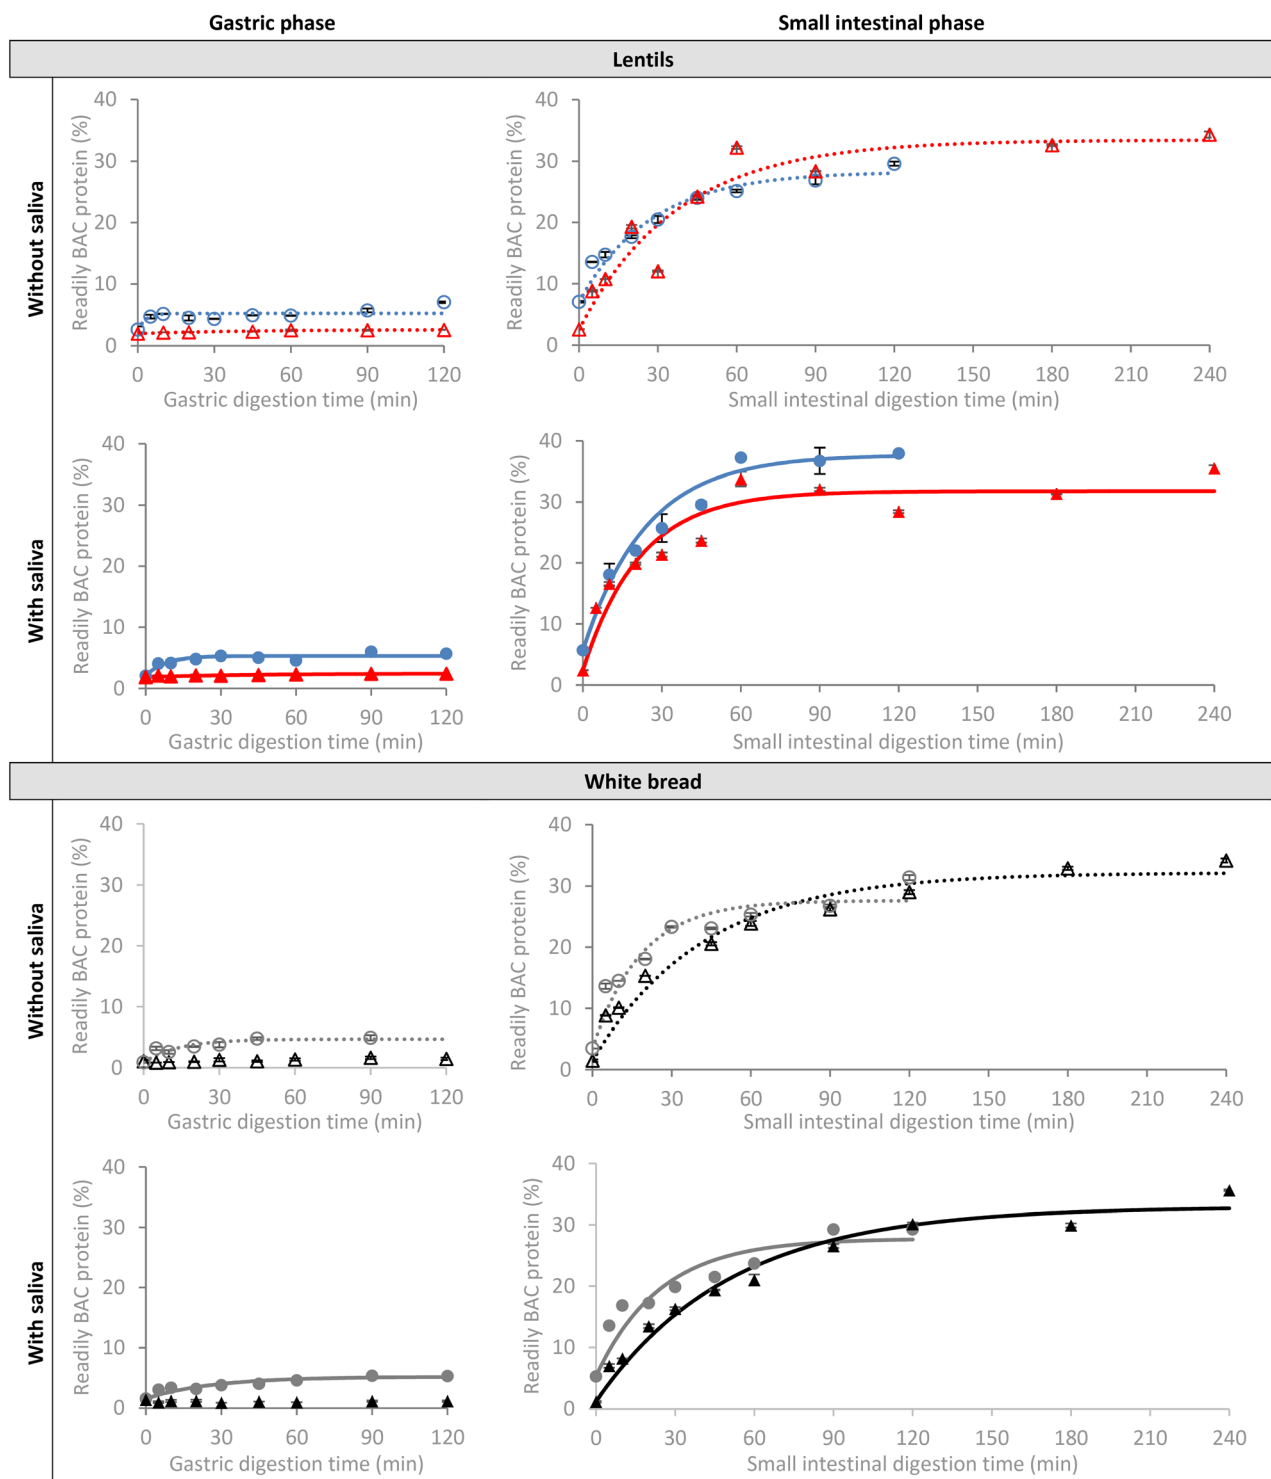 Gastric phase
Small intestinal phase
Lentils
Without saliva
Readily BAC protein (%)
40
30
20
10
0
0 30 60 90 120
Gastric digestion time (min)
Readily BAC protein (%)
40
30
20
10
0
0 30 60 90 120 150 180 210 240
Small intestinal digestion time (min)
With saliva
Readily BAC protein (%)
40
30
20
10
0
0 30 60 90 120
Gastric digestion time (min)
Readily BAC protein (%)
40
30
20
10
0
0 30 60 90 120 150 180 210 240
Small intestinal digestion time (min)
White bread
Without saliva
Readily BAC protein (%)
40
30
20
10
0
0 30 60 90 120
Gastric digestion time (min)
Readily BAC protein (%)
40
30
20
10
0
0 30 60 90 120 150 180 210 240
Small intestinal digestion time (min)
With saliva
Readily BAC protein (%)
40
30
20
10
0
0 30 60 90 120
Gastric digestion time (min)
Readily BAC protein (%)
40
30
20
10
0
0 30 60 90 120 150 180 210 240
Small intestinal digestion time (min)